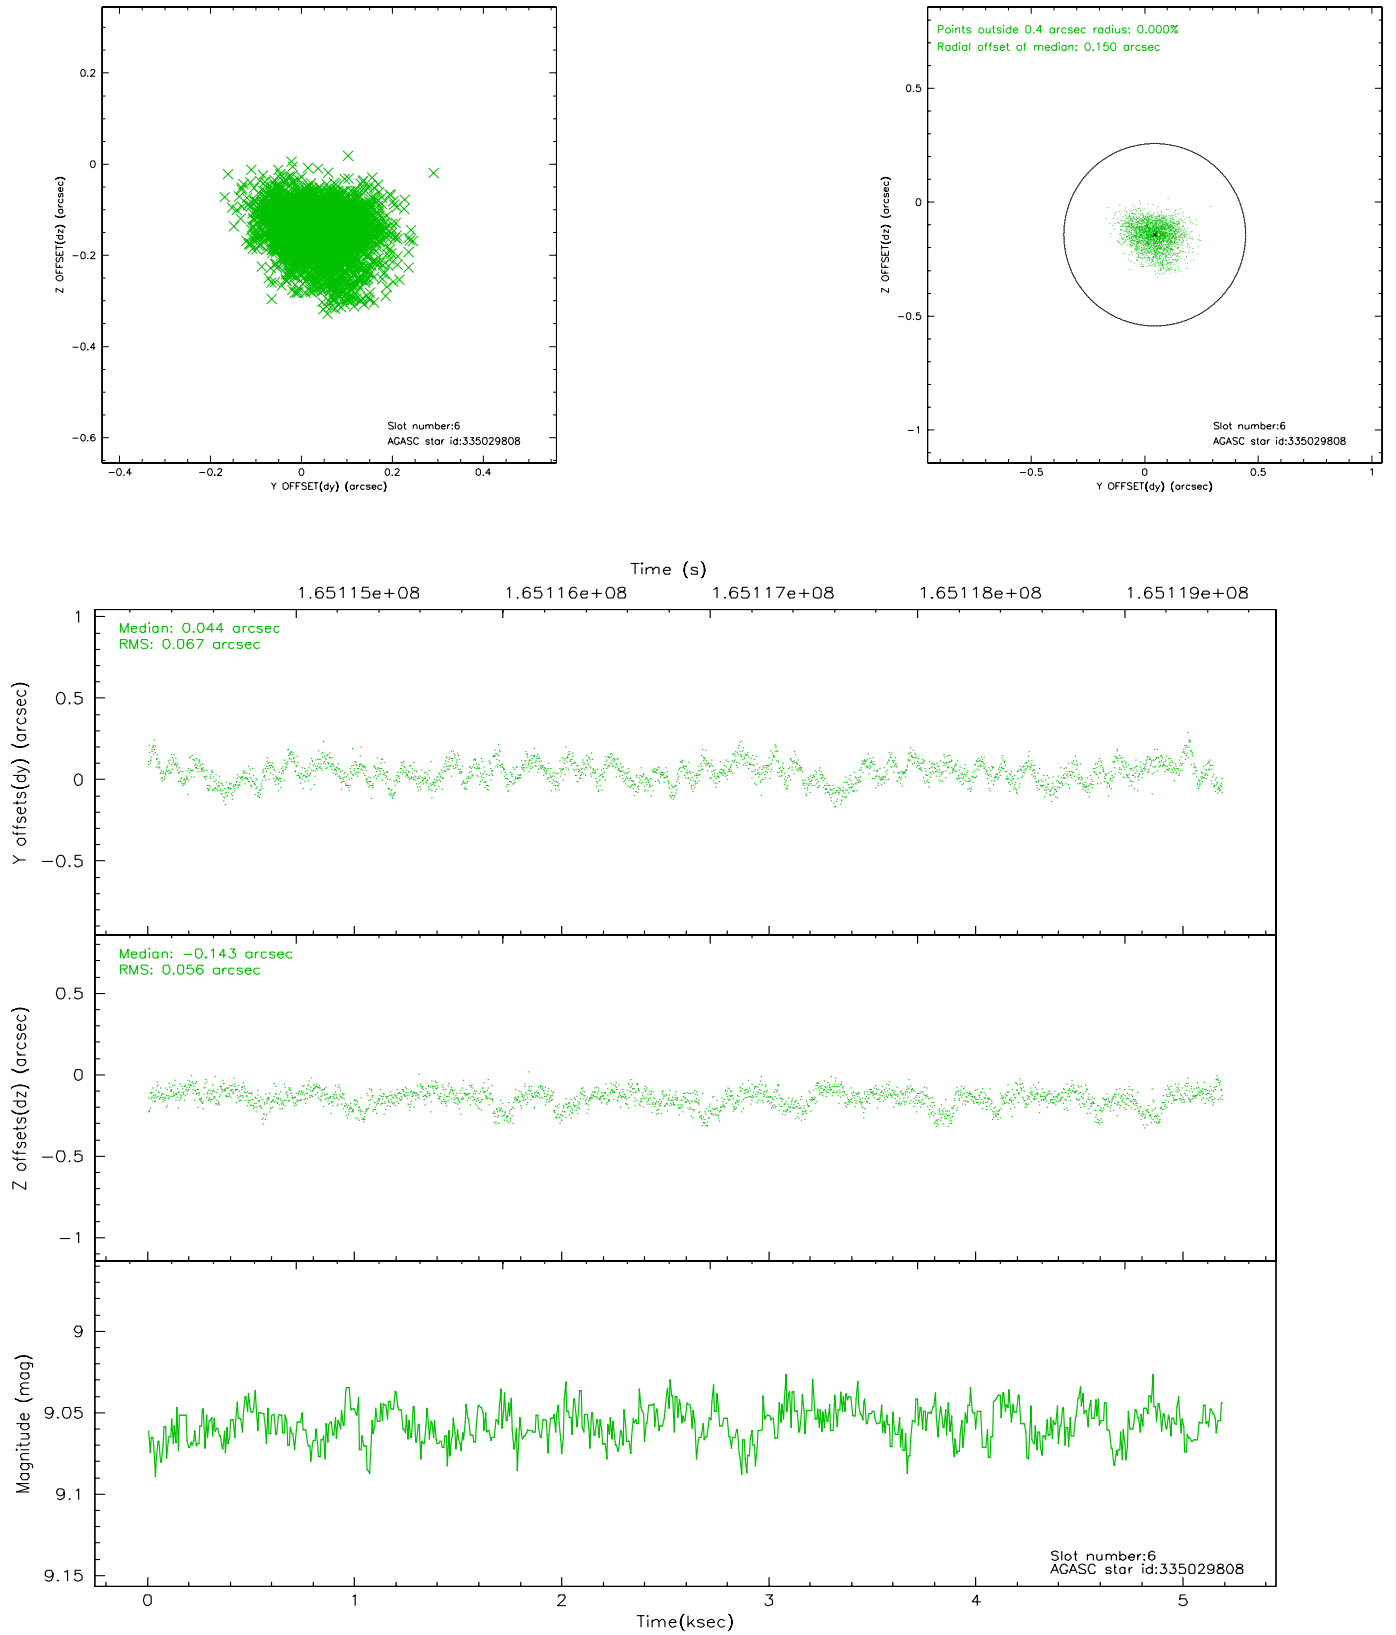 0.2
0
-0.2
-0.4
-0.6
Z OFFSET(dz) (arcsec)
Slot number:6
AGASC star id:335029808
-0.4 -0.2 0 0.2 0.4
Y OFFSET(dy) (arcsec)
Points outside 0.4 arcsec radius: 0.000%
Radial offset of median: 0.150 arcsec
0.5
0
-0.5
-1
Z OFFSET(dz) (arcsec)
Slot number:6
AGASC star id:335029808
-0.5 0 0.5 1
Y OFFSET(dy) (arcsec)
Time (s)
1.65115e+08 1.65116e+08 1.65117e+08 1.65118e+08 1.65119e+08
Median: 0.044 arcsec
RMS: 0.067 arcsec
1
0.5
0
-0.5
Y offsets(dy) (arcsec)
Median: -0.143 arcsec
RMS: 0.056 arcsec
0.5
0
-0.5
-1
Z offsets(dz) (arcsec)
9
9.05
9.1
9.15
Magnitude (mag)
Slot number:6
AGASC star id:335029808
0 1 2 3 4 5
Time(ksec)